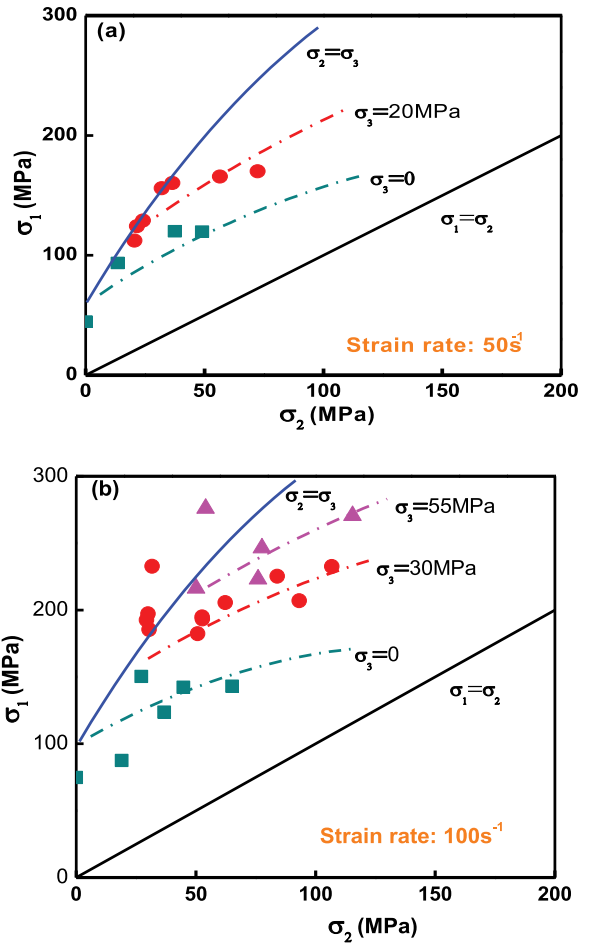 300
(a)
σ₂=σ₃
σ₃=20MPa
200
σ₃=0
σ₁ (MPa)
σ₁=σ₂
100
Strain rate: 50s⁻¹
0
0 50 100 150 200
σ₂ (MPa)
300
(b)
σ₂=σ₃
σ₃=55MPa
σ₃=30MPa
200
σ₃=0
σ₁ (MPa)
σ₁=σ₂
100
Strain rate: 100s⁻¹
0
0 50 100 150 200
σ₂ (MPa)